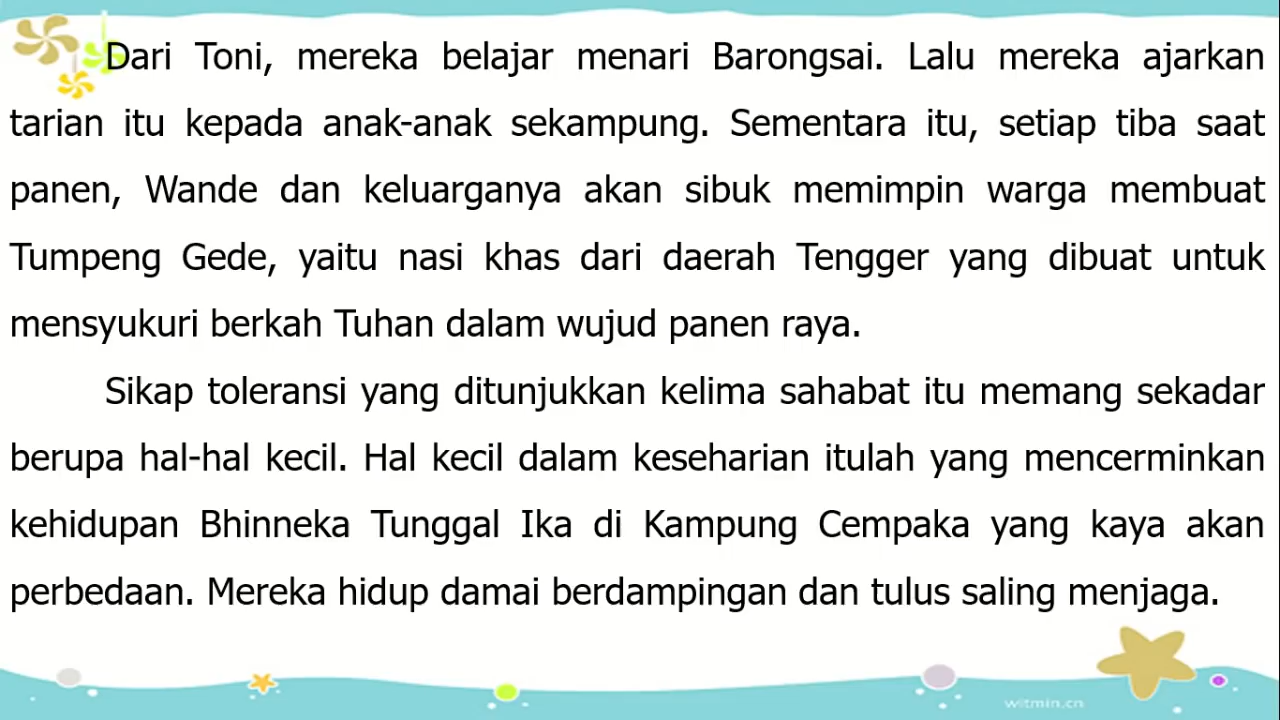 Dari Toni, mereka belajar menari Barongsai. Lalu mereka ajarkan
tarian itu kepada anak-anak sekampung. Sementara itu, setiap tiba saat
panen, Wande dan keluarganya akan sibuk memimpin warga membuat
Tumpeng Gede, yaitu nasi khas dari daerah Tengger yang dibuat untuk
mensyukuri berkah Tuhan dalam wujud panen raya.
Sikap toleransi yang ditunjukkan kelima sahabat itu memang sekadar
berupa hal-hal kecil. Hal kecil dalam keseharian itulah yang mencerminkan
kehidupan Bhinneka Tunggal Ika di Kampung Cempaka yang kaya akan
perbedaan. Mereka hidup damai berdampingan dan tulus saling menjaga.
witmin.cn